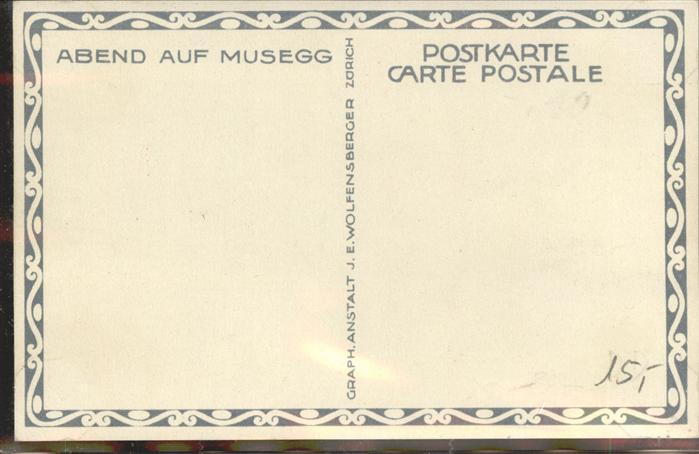 ABEND AUF MUSEGG
GRAPH. ANSTALT J. E. WOLFENSBERGER ZÜRICH
POSTKARTE
CARTE POSTALE
15,-